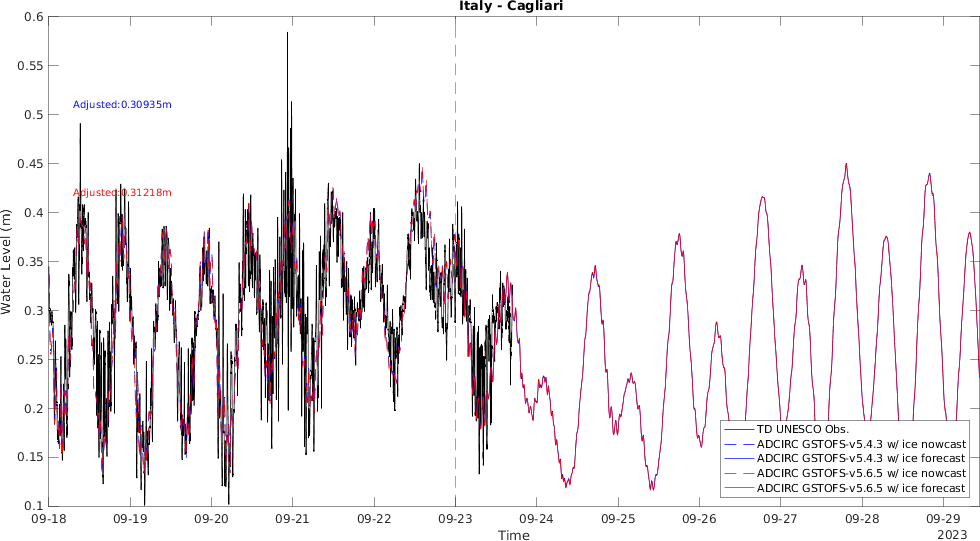 Italy - Cagliari
Water Level (m)
0.6
0.55
0.5
0.45
0.4
0.35
0.3
0.25
0.2
0.15
0.1
Adjusted:0.30935m
Adjusted:0.31218m
TD UNESCO Obs.
ADCIRC GSTOFS-v5.4.3 w/ ice nowcast
ADCIRC GSTOFS-v5.4.3 w/ ice forecast
ADCIRC GSTOFS-v5.6.5 w/ ice nowcast
ADCIRC GSTOFS-v5.6.5 w/ ice forecast
09-18 09-19 09-20 09-21 09-22 09-23 09-24 09-25 09-26 09-27 09-28 09-29
Time
2023